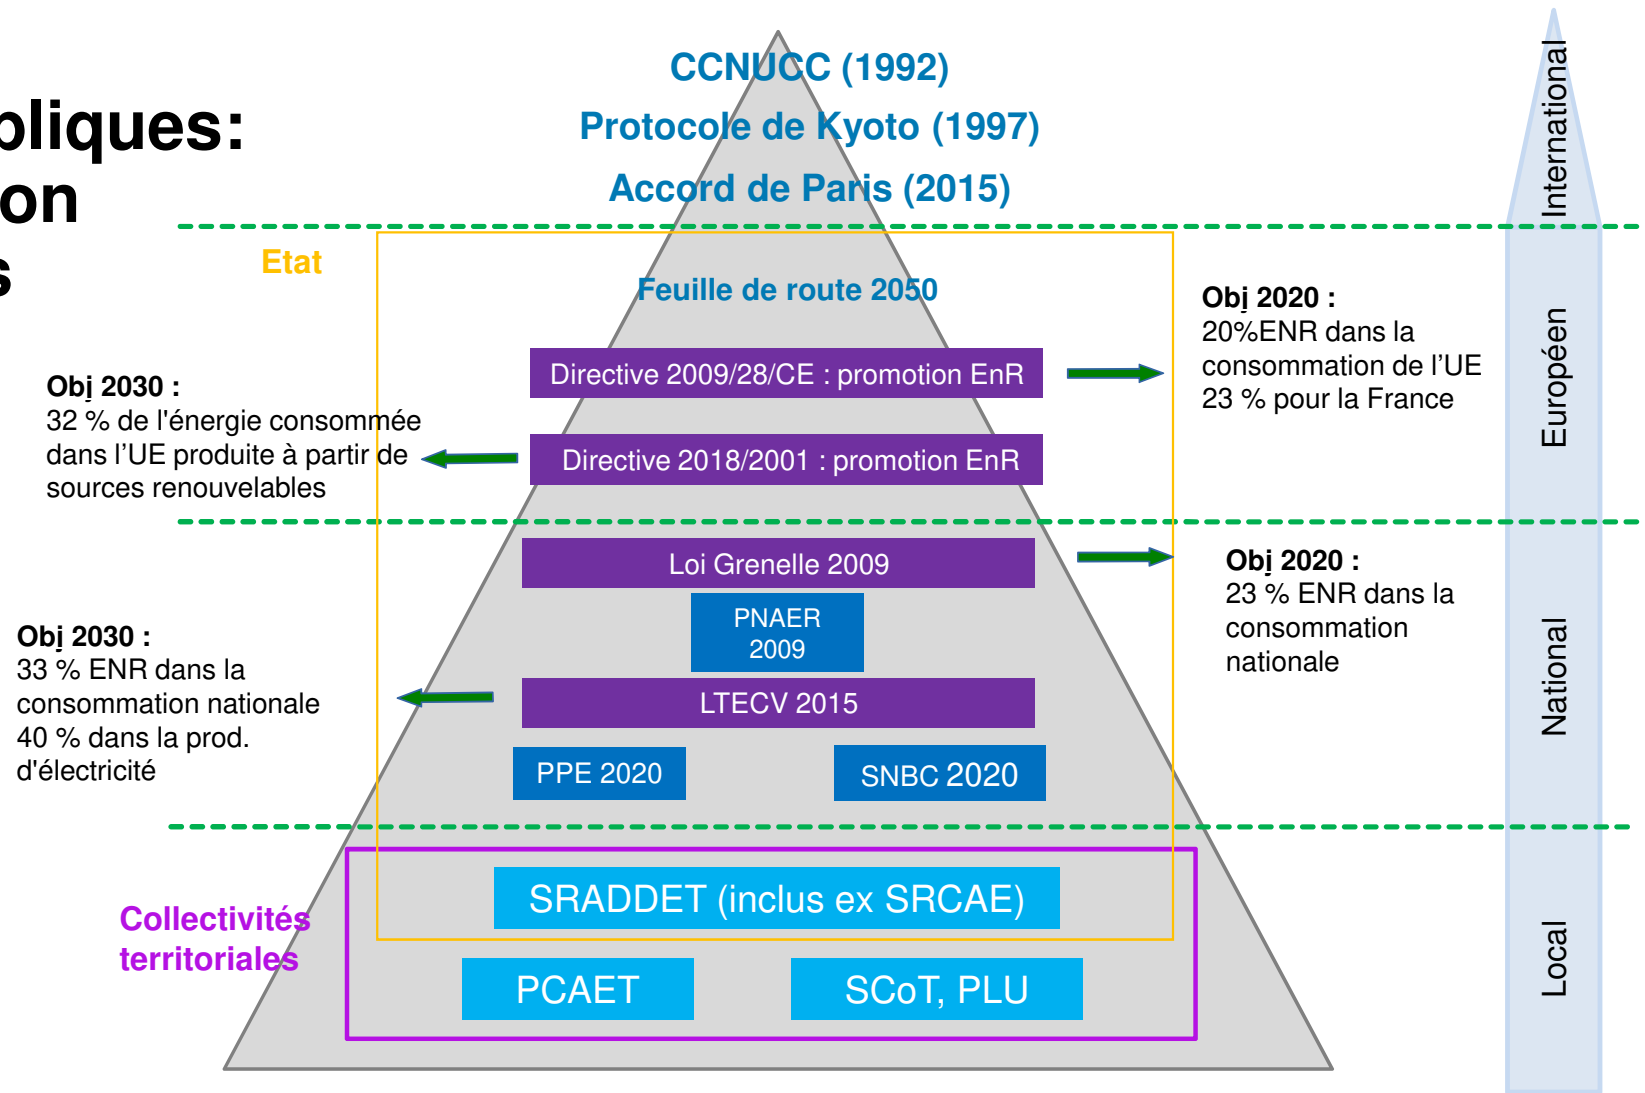 bliques:
on
s
CCNUCC (1992)
Protocole de Kyoto (1997)
Accord de Paris (2015)
International
Etat
Feuille de route 2050
Directive 2009/28/CE : promotion EnR
Obj 2020 :
20%ENR dans la
consommation de l'UE
23 % pour la France
Obj 2030 :
32 % de l'énergie consommée
dans l'UE produite à partir de
sources renouvelables
Directive 2018/2001 : promotion EnR
Européen
Loi Grenelle 2009
Obj 2020 :
23 % ENR dans la
consommation
nationale
PNAER
2009
Obj 2030 :
33 % ENR dans la
consommation nationale
40 % dans la prod.
d'électricité
LTECV 2015
PPE 2020
SNBC 2020
National
Collectivités
territoriales
SRADDET (inclus ex SRCAE)
PCAET
SCoT, PLU
Local